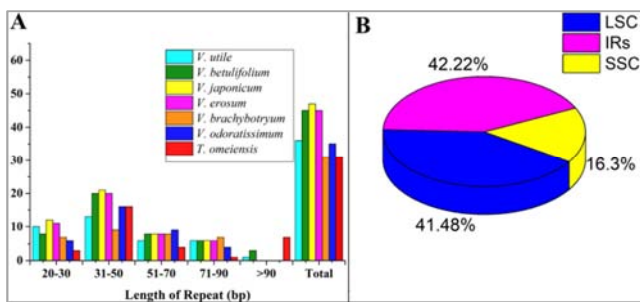 A
V. utile
V. betulifolium
V. japonicum
V. erosum
V. brachybotryum
V. odoratissimum
T. omeiensis
60
50
40
30
20
10
0
20-30 31-50 51-70 71-90 >90 Total
Length of Repeat (bp)
B
LSC
IRs
SSC
42.22%
16.3%
41.48%